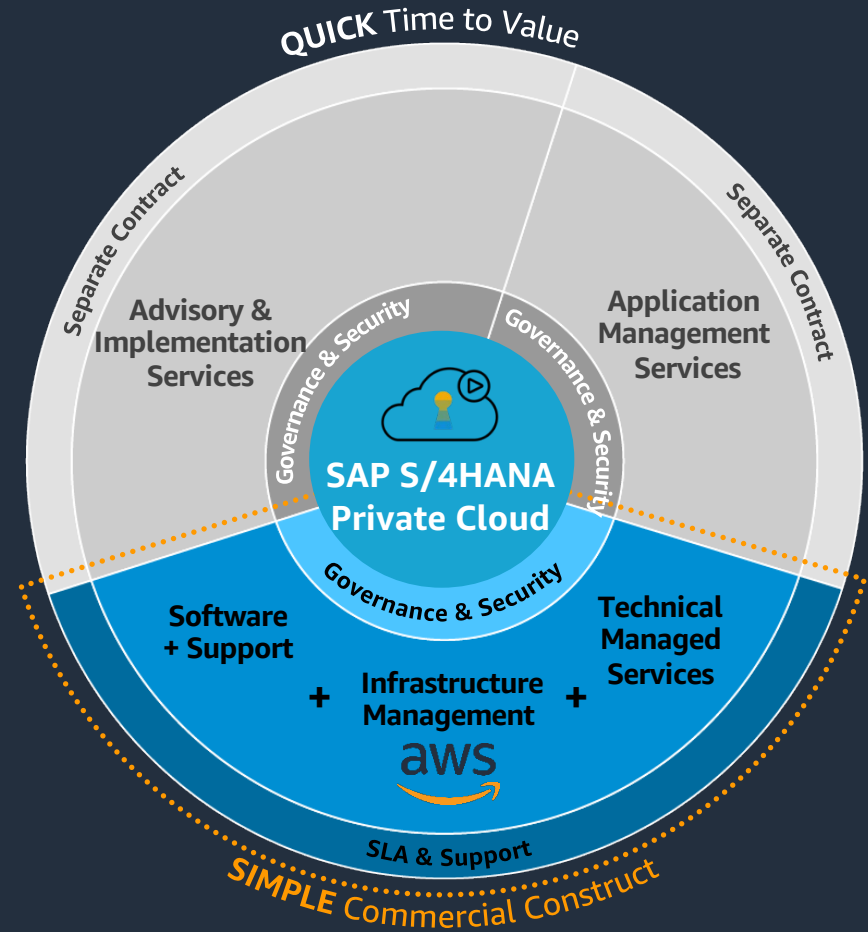 QUICK Time to Value
Separate Contract
Separate Contract
Advisory &
Implementation
Services
Application
Management
Services
Governance & Security
Governance & Security
SAP S/4HANA
Private Cloud
Governance & Security
Software
+ Support
+
Infrastructure
Management
aws
+
Technical
Managed
Services
SLA & Support
SIMPLE Commercial Construct